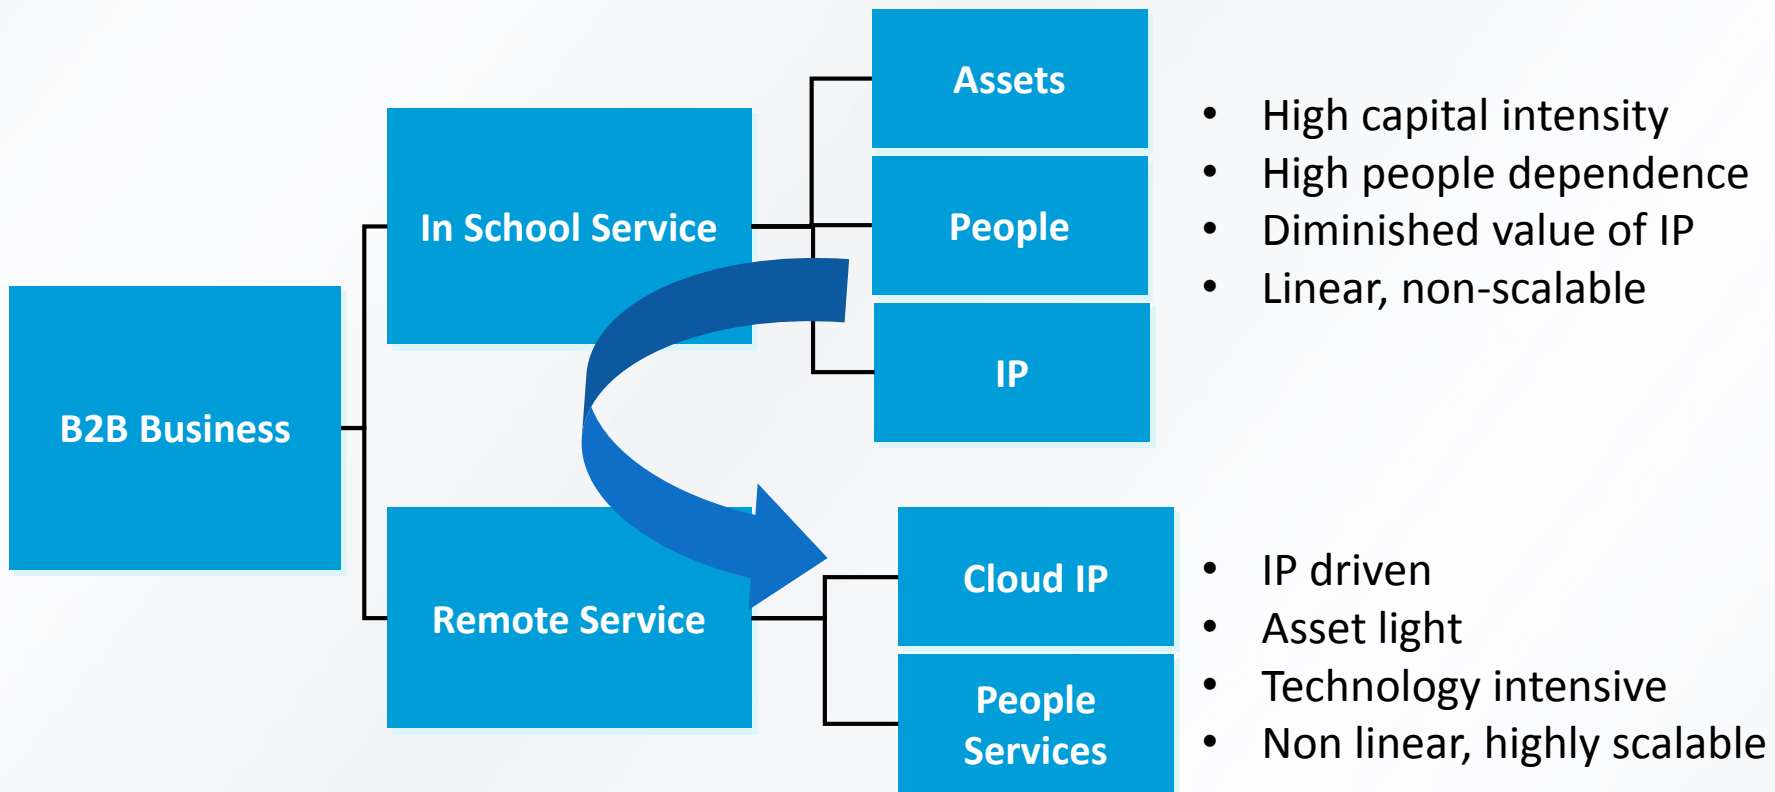 Assets
• High capital intensity
• High people dependence
In School Service
People
• Diminished value of IP
• Linear, non-scalable
IP
B2B Business
Cloud IP
• IP driven
• Asset light
Remote Service
People
Services
• Technology intensive
• Non linear, highly scalable